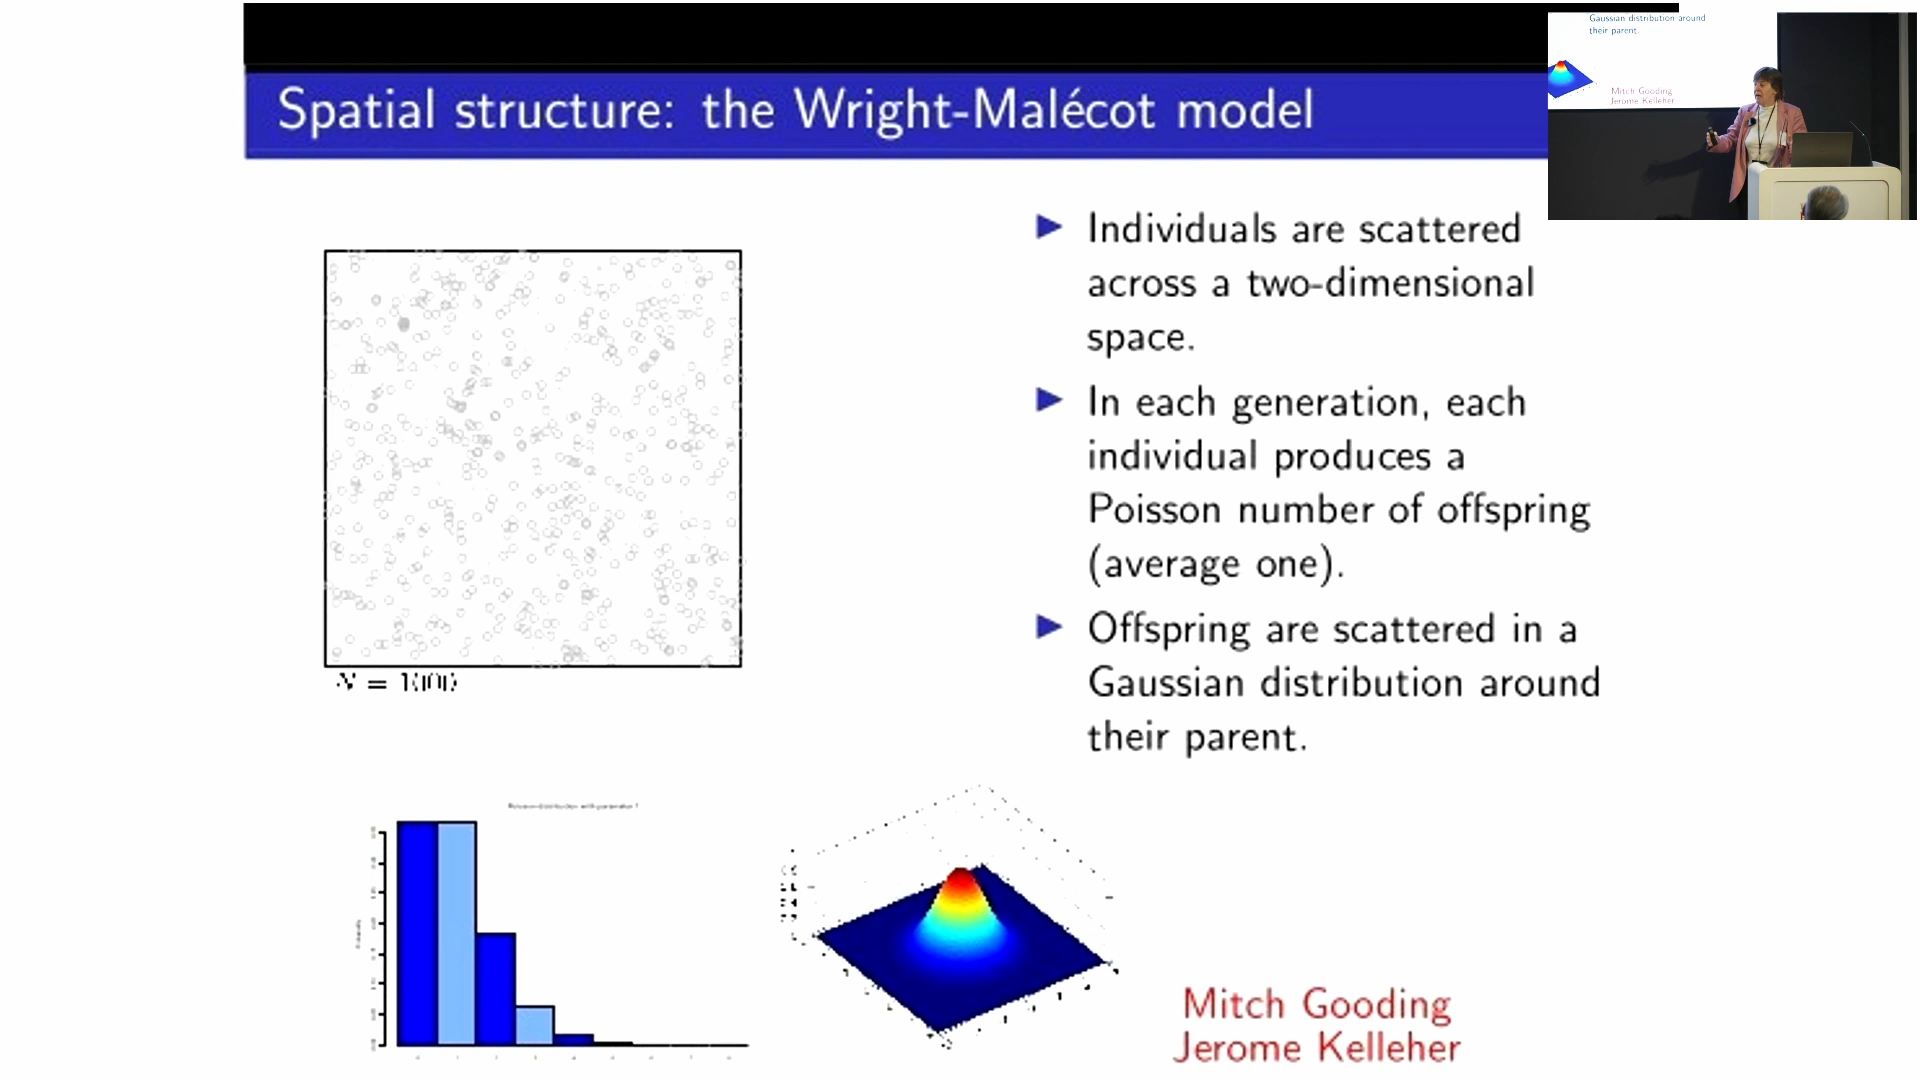 Spatial structure: the Wright-Malécot model
Gaussian distribution around
their parent.
Mitch Gooding
Jerome Kelleher
Individuals are scattered
across a two-dimensional
space.
In each generation, each
individual produces a
Poisson number of offspring
(average one).
Offspring are scattered in a
Gaussian distribution around
their parent.
N = 1000
Mitch Gooding
Jerome Kelleher